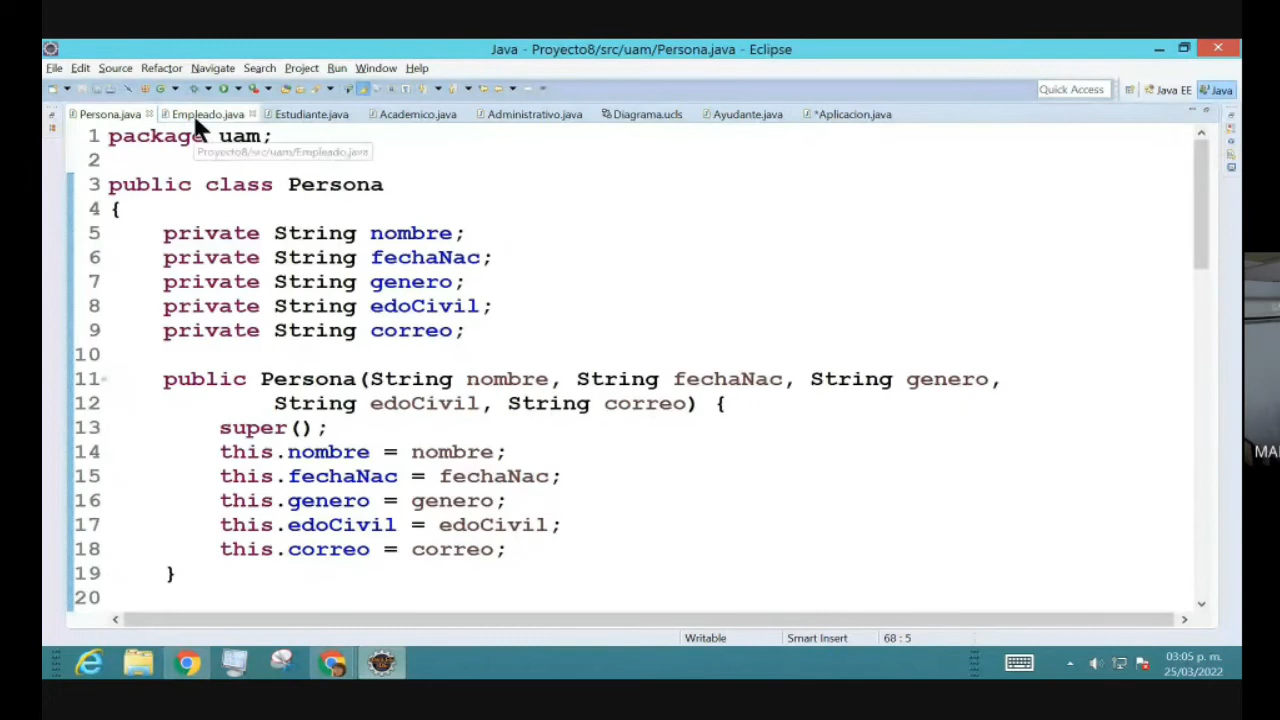 Java - Proyecto8/src/uam/Persona.java - Eclipse
File Edit Source Refactor Navigate Search Project Run Window Help
Quick Access Java EE Java
Persona.java Empleado.java Estudiante.java Academico.java Administrativo.java Diagrama.ucls Ayudante.java *Aplicacion.java
1 package uam;
Proyecto8/src/uam/Empleado.java
2
3 public class Persona
4 {
5 private String nombre;
6 private String fechaNac;
7 private String genero;
8 private String edoCivil;
9 private String correo;
10
11 public Persona(String nombre, String fechaNac, String genero,
12 String edoCivil, String correo) {
13 super();
14 this.nombre = nombre;
15 this.fechaNac = fechaNac;
16 this.genero = genero;
17 this.edoCivil = edoCivil;
18 this.correo = correo;
19 }
20
Writable Smart Insert 68 : 5
03:05 p. m.
25/03/2022